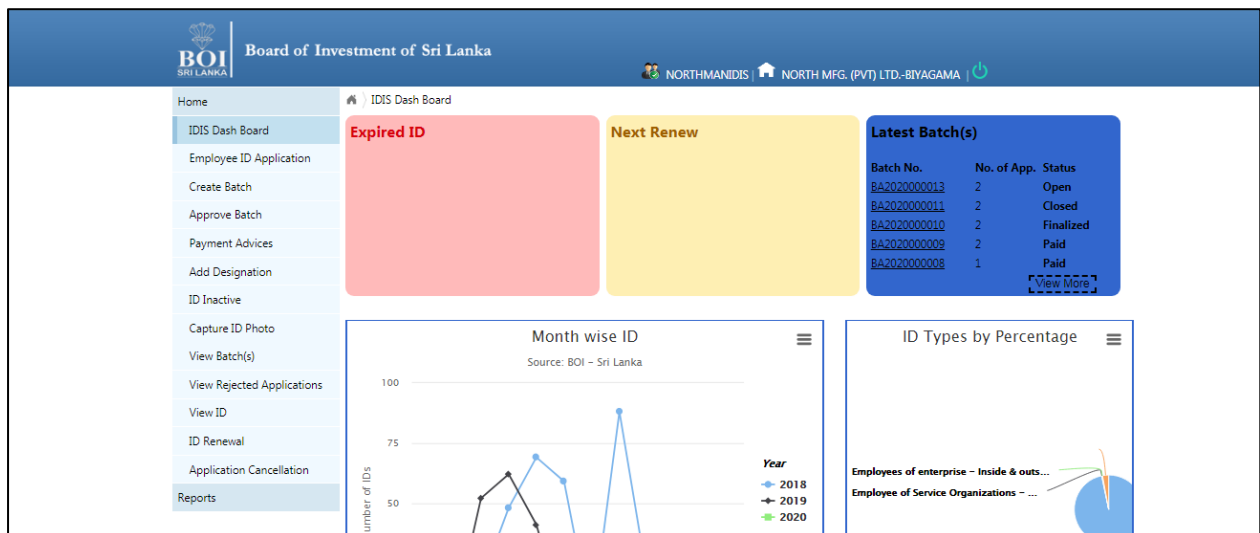 BOI
SRI LANKA
Board of Investment of Sri Lanka
NORTHMANIDIS | NORTH MFG. (PVT) LTD.-BIYAGAMA |
Home
IDIS Dash Board
Employee ID Application
Create Batch
Approve Batch
Payment Advices
Add Designation
ID Inactive
Capture ID Photo
View Batch(s)
View Rejected Applications
View ID
ID Renewal
Application Cancellation
Reports
IDIS Dash Board
Expired ID
Next Renew
Latest Batch(s)
Batch No. No. of App. Status
BA2020000013 2 Open
BA2020000011 2 Closed
BA2020000010 2 Finalized
BA2020000009 2 Paid
BA2020000008 1 Paid
View More
Month wise ID
Source: BOI - Sri Lanka
100
75
50
umber of IDs
Year
2018
2019
2020
ID Types by Percentage
Employees of enterprise - Inside & outs...
Employee of Service Organizations - ...